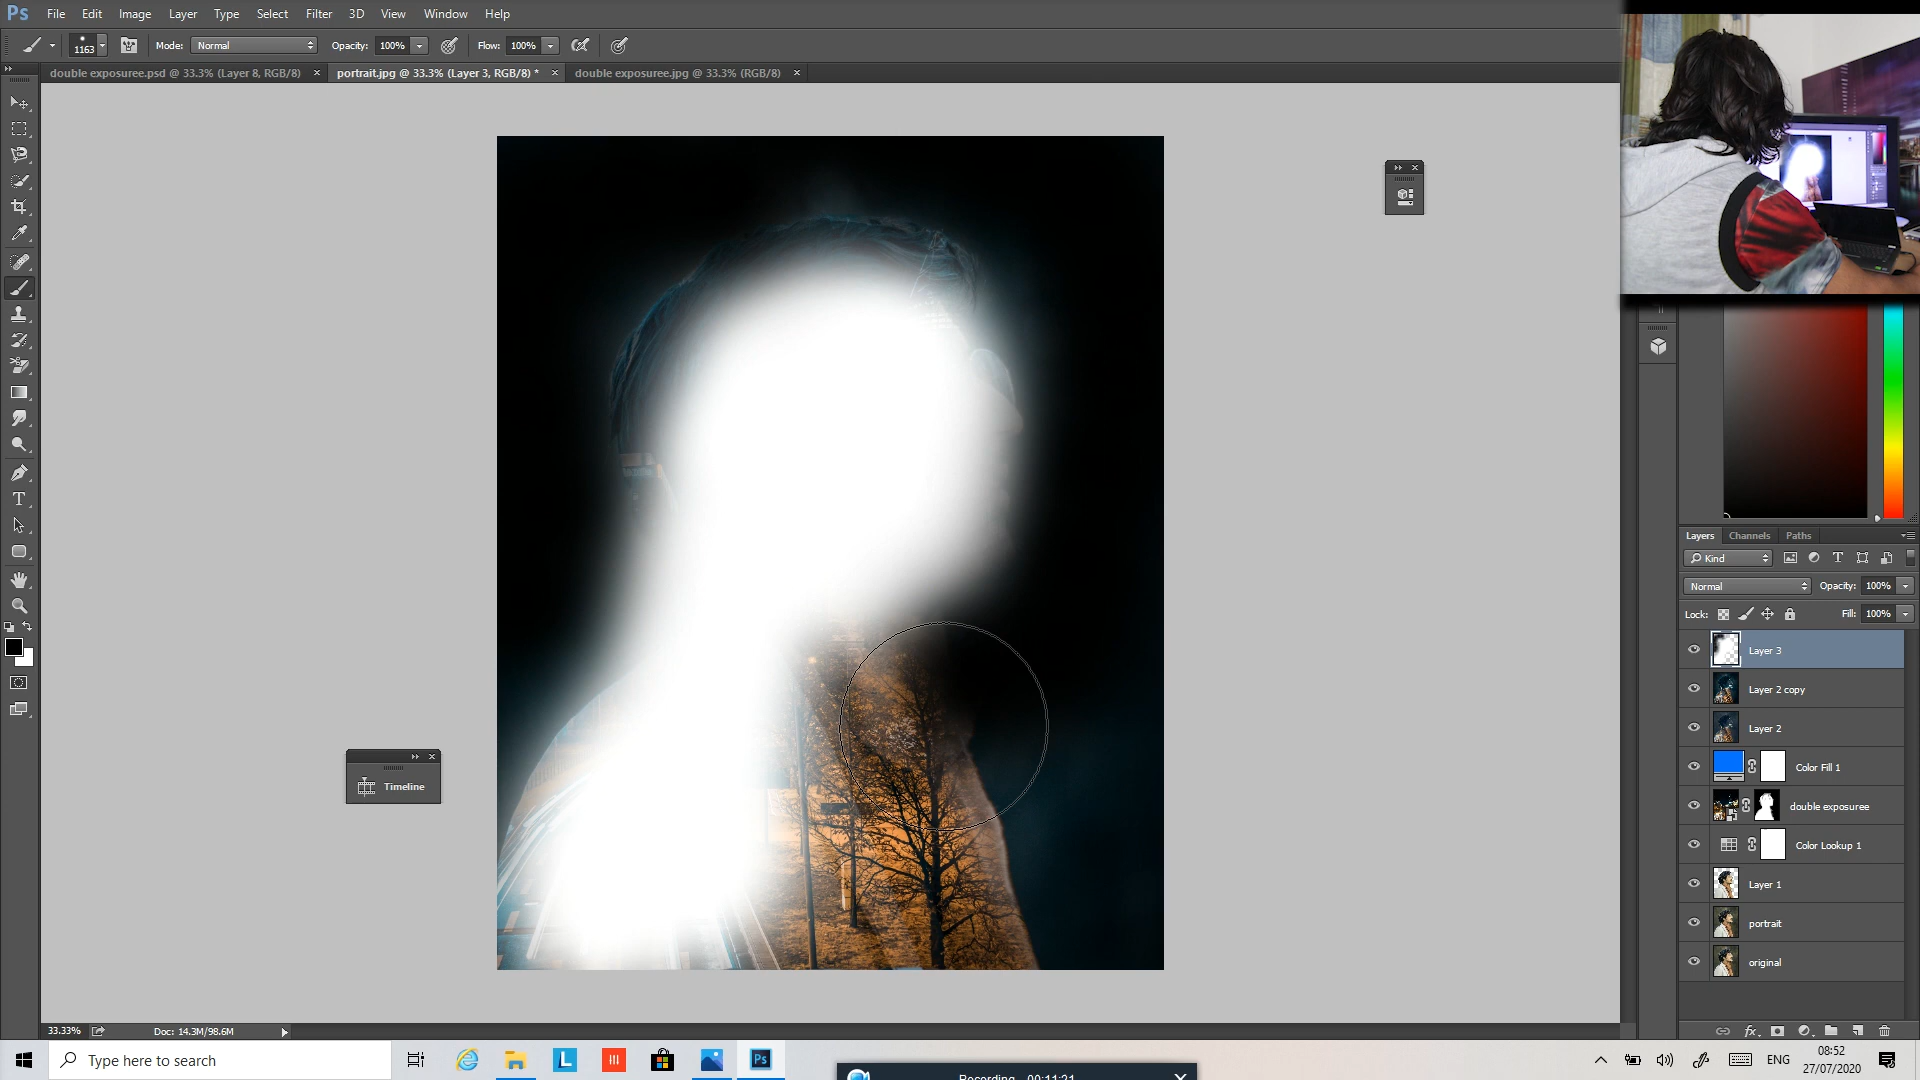 Ps File Edit Image Layer Type Select Filter 3D View Window Help
1163 Mode: Normal Opacity: 100% Flow: 100%
double exposuree.psd @ 33.3% (Layer 8, RGB/8) × portrait.jpg @ 33.3% (Layer 3, RGB/8) * × double exposuree.jpg @ 33.3% (RGB/8) ×
Layers Channels Paths
Kind
Normal Opacity: 100%
Lock: Fill: 100%
Layer 3
Layer 2 copy
Layer 2
Color Fill 1
double exposuree
Color Lookup 1
Layer 1
portrait
original
Timeline
33.33% Doc: 14.3M/98.6M
Type here to search
Recording 00:11:21
ENG
08:52
27/07/2020